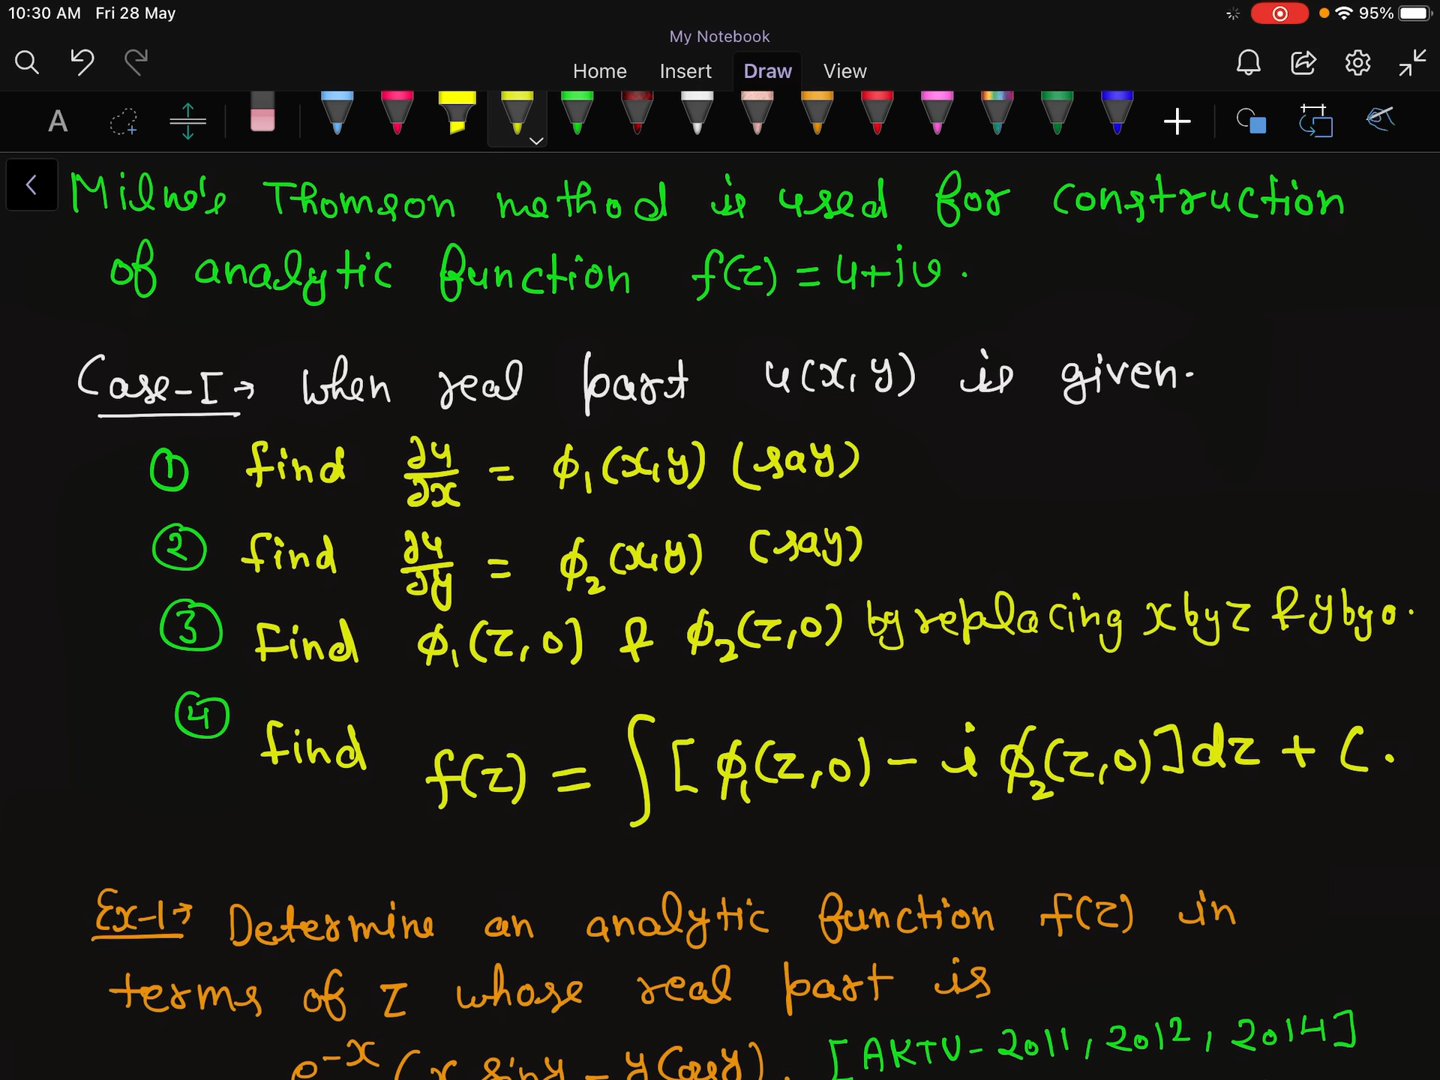 10:30 AM Fri 28 May
95%
My Notebook
Home Insert Draw View
A
Milne's Thomson method is used for construction
of analytic function f(z) = u+iv.
Case-I→ When real part u(x,y) is given.
① find ∂u/∂x = ϕ₁(x,y) (say)
② find ∂u/∂y = ϕ₂(x,y) (say)
③ Find ϕ₁(z,0) & ϕ₂(z,0) by replacing x by z & y by 0.
④ find f(z) = ∫[ϕ₁(z,0) - i ϕ₂(z,0)]dz + C.
Ex-1→ Determine an analytic function f(z) in
terms of z whose real part is
e^-x (x siny - y cosy). [AKTU-2011, 2012, 2014]